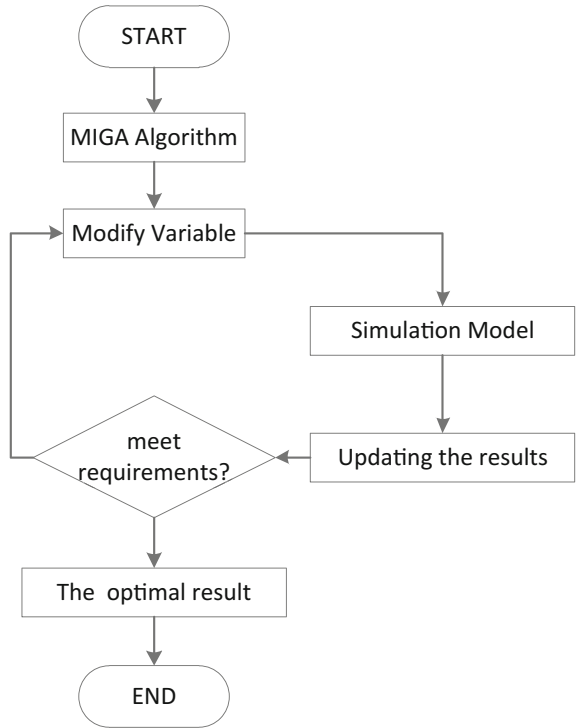 START
MIGA Algorithm
Modify Variable
Simulation Model
Updating the results
meet
requirements?
The optimal result
END